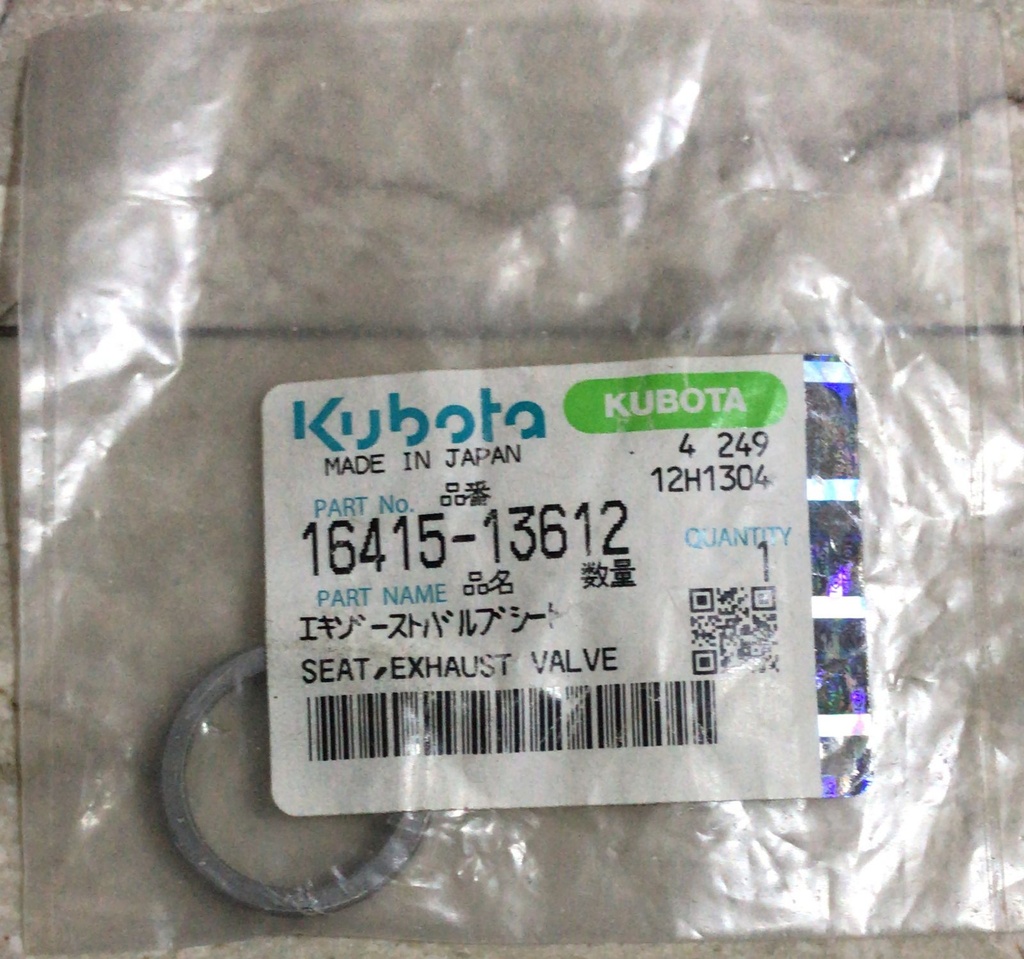 Kubota KUBOTA
MADE IN JAPAN 4 249
12H1304
PART No. 品番
16415-13612 QUANTITY
1
PART NAME 品名 数量
エキゾーストバルブシート
SEAT,EXHAUST VALVE